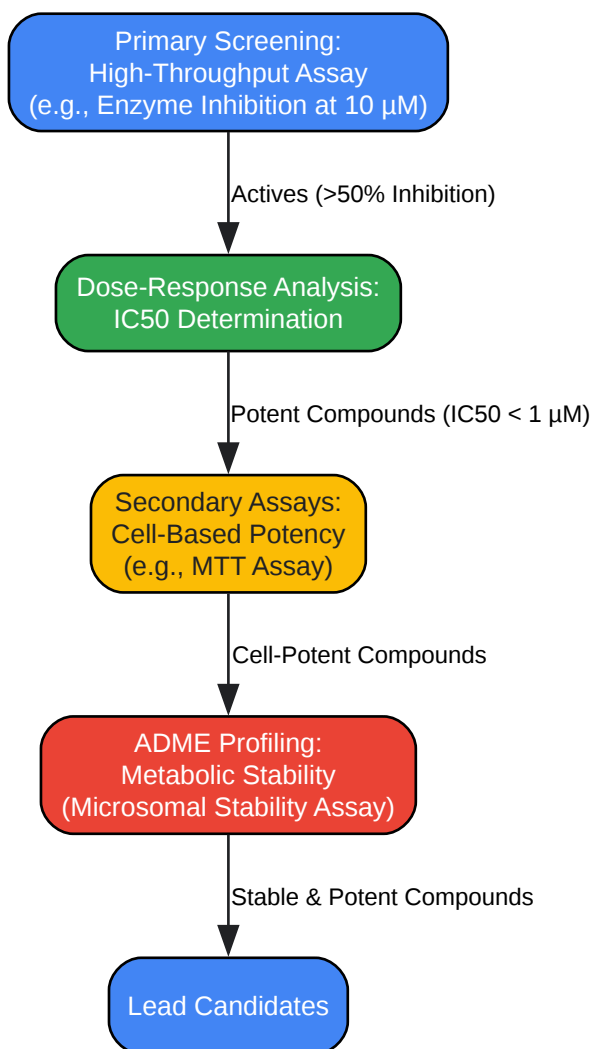 Primary Screening:
High-Throughput Assay
(e.g., Enzyme Inhibition at 10 µM)
Actives (>50% Inhibition)
Dose-Response Analysis:
IC50 Determination
Potent Compounds (IC50 < 1 µM)
Secondary Assays:
Cell-Based Potency
(e.g., MTT Assay)
Cell-Potent Compounds
ADME Profiling:
Metabolic Stability
(Microsomal Stability Assay)
Stable & Potent Compounds
Lead Candidates